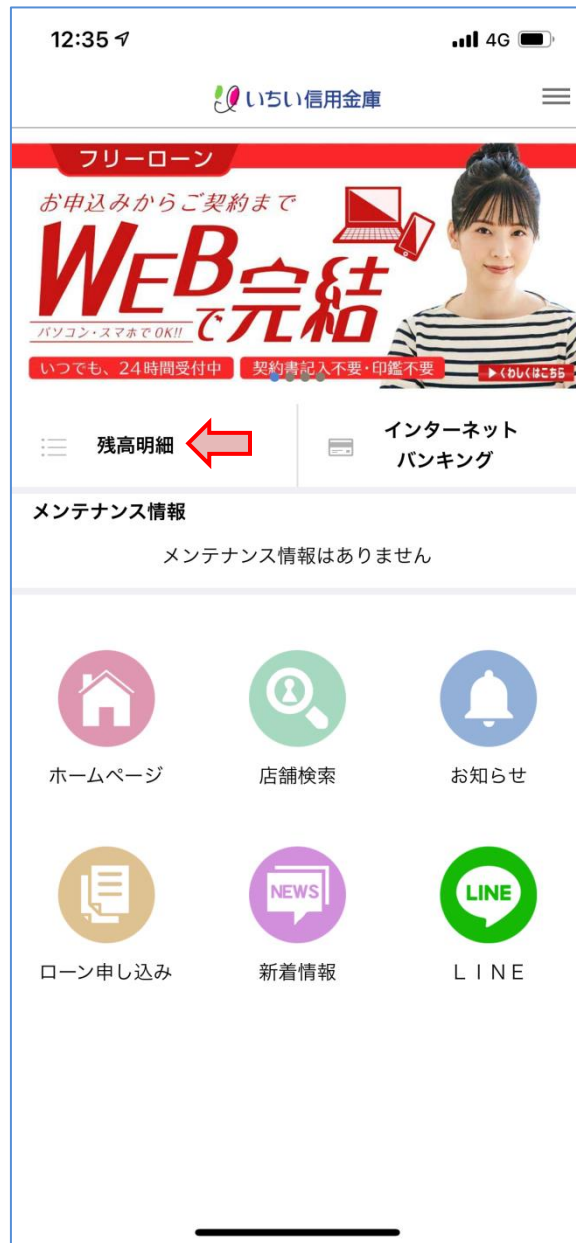 12:35
4G
いちい信用金庫
フリーローン
お申込みからご契約まで
WEBで完結
パソコン・スマホでOK!!
いつでも、24時間受付中
契約書記入不要・印鑑不要
▶くわしくはこちら
残高明細
インターネット
バンキング
メンテナンス情報
メンテナンス情報はありません
ホームページ
店舗検索
お知らせ
NEWS
LINE
ローン申し込み
新着情報
ＬＩＮＥ